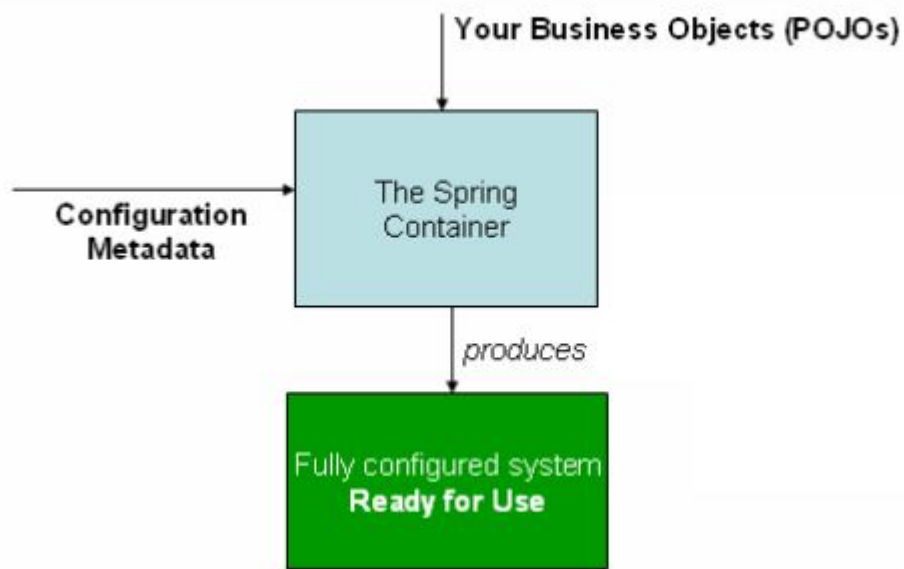 Your Business Objects (POJOs)
The Spring
Container
Configuration
Metadata
produces
Fully configured system
Ready for Use